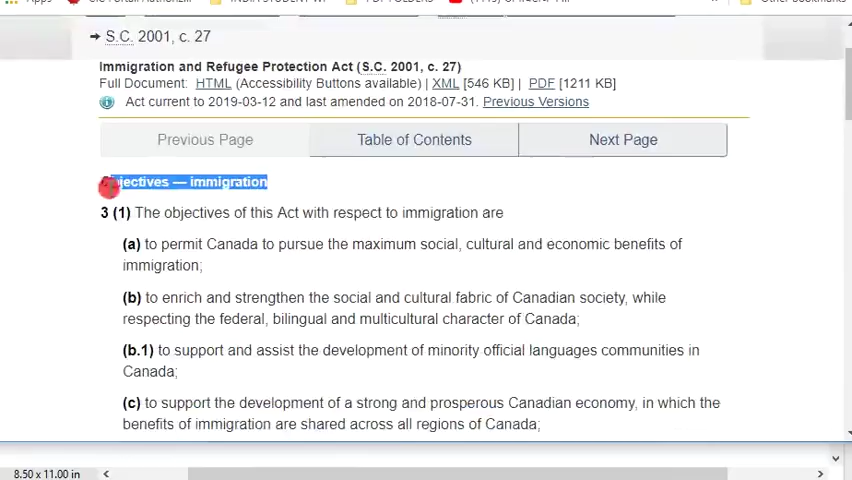 Apps
➔ S.C. 2001, c. 27
Immigration and Refugee Protection Act (S.C. 2001, c. 27)
Full Document: HTML (Accessibility Buttons available) | XML [546 KB] | PDF [1211 KB]
Act current to 2019-03-12 and last amended on 2018-07-31. Previous Versions
Previous Page
Table of Contents
Next Page
jectives — immigration
3 (1) The objectives of this Act with respect to immigration are
(a) to permit Canada to pursue the maximum social, cultural and economic benefits of
immigration;
(b) to enrich and strengthen the social and cultural fabric of Canadian society, while
respecting the federal, bilingual and multicultural character of Canada;
(b.1) to support and assist the development of minority official languages communities in
Canada;
(c) to support the development of a strong and prosperous Canadian economy, in which the
benefits of immigration are shared across all regions of Canada;
8.50 x 11.00 in